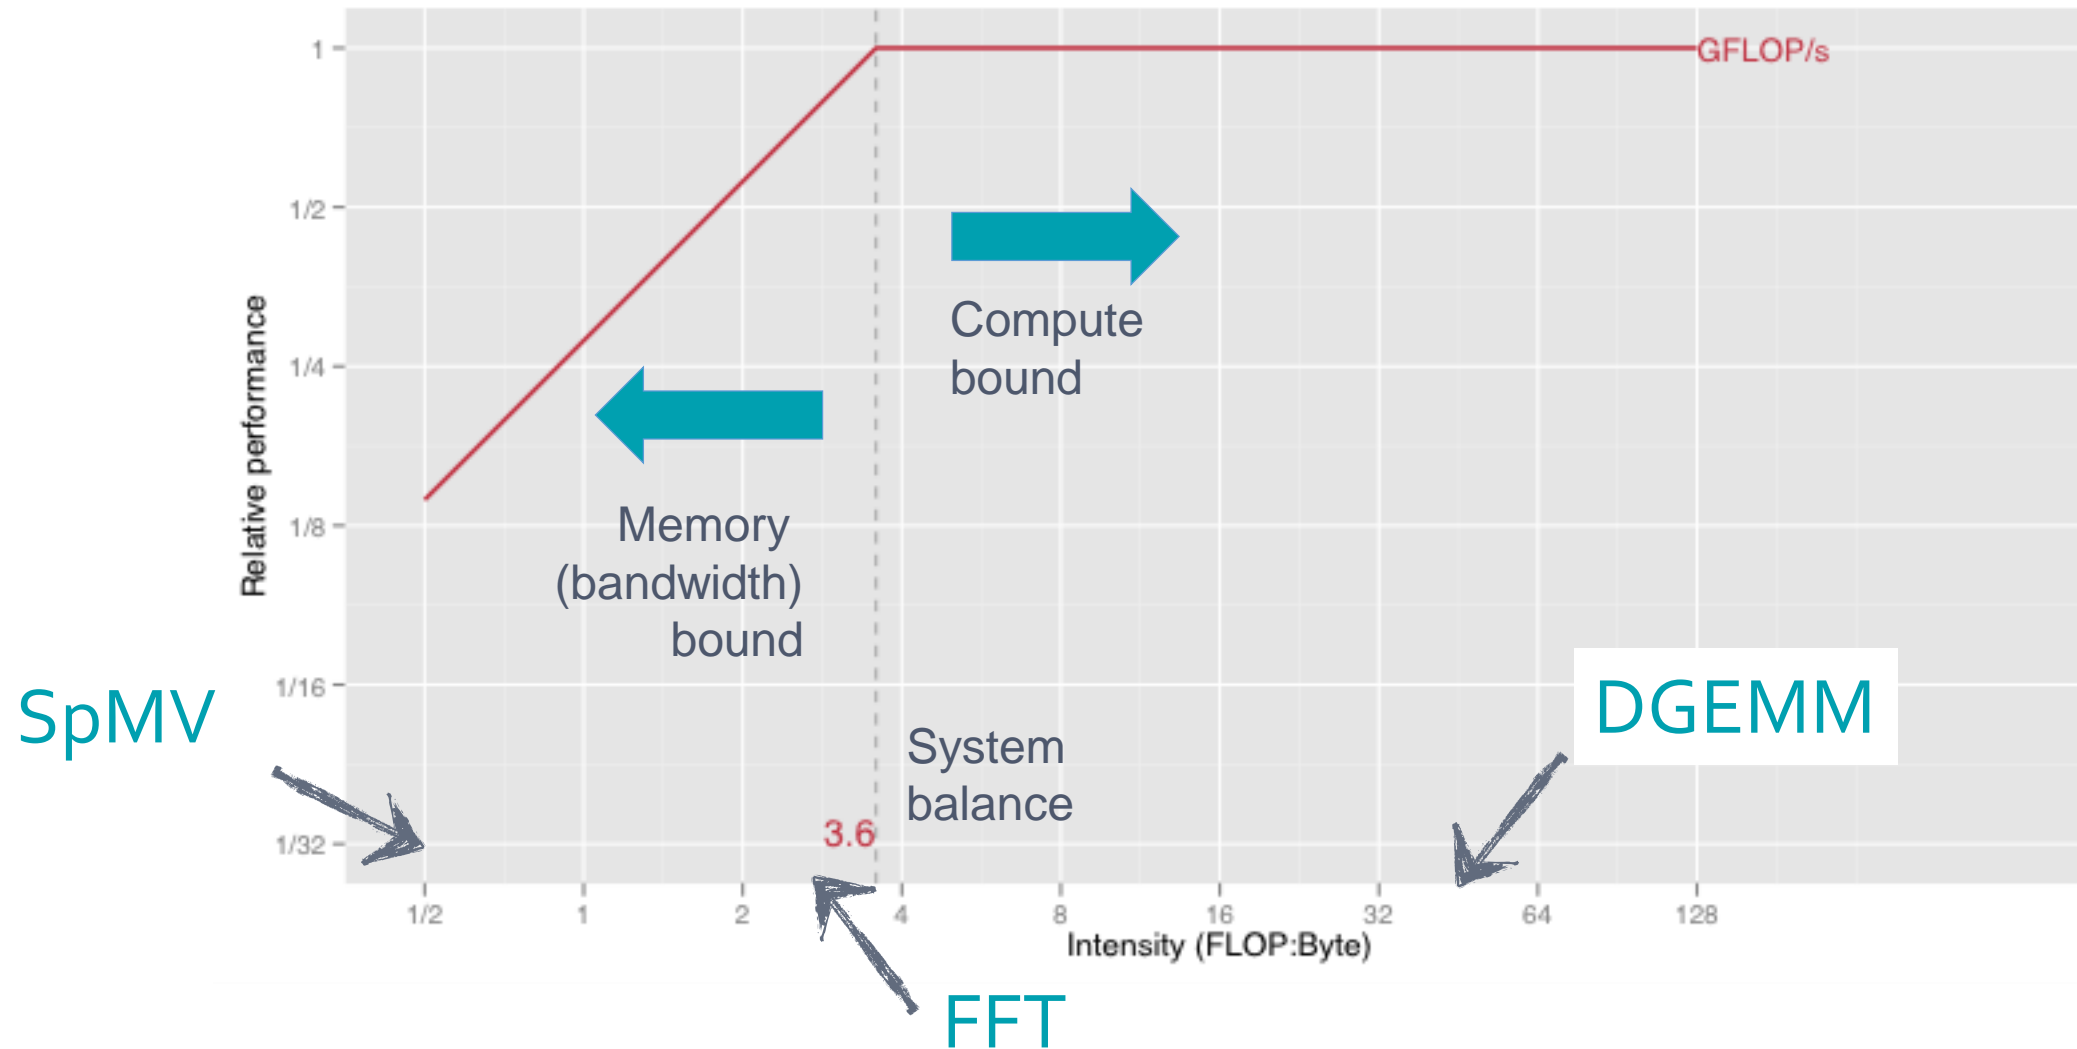 1
GFLOP/s
1/2
Compute
bound
Relative performance
1/4
Memory
(bandwidth)
bound
1/8
1/16
SpMV
DGEMM
System
balance
3.6
1/32
1/2 1 2 4 8 16 32 64 128
Intensity (FLOP:Byte)
FFT